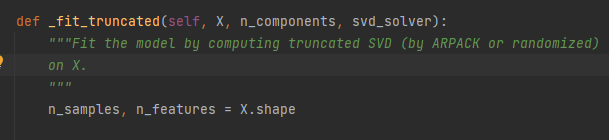 def _fit_truncated(self, X, n_components, svd_solver):
"""Fit the model by computing truncated SVD (by ARPACK or randomized)
on X.
"""
n_samples, n_features = X.shape